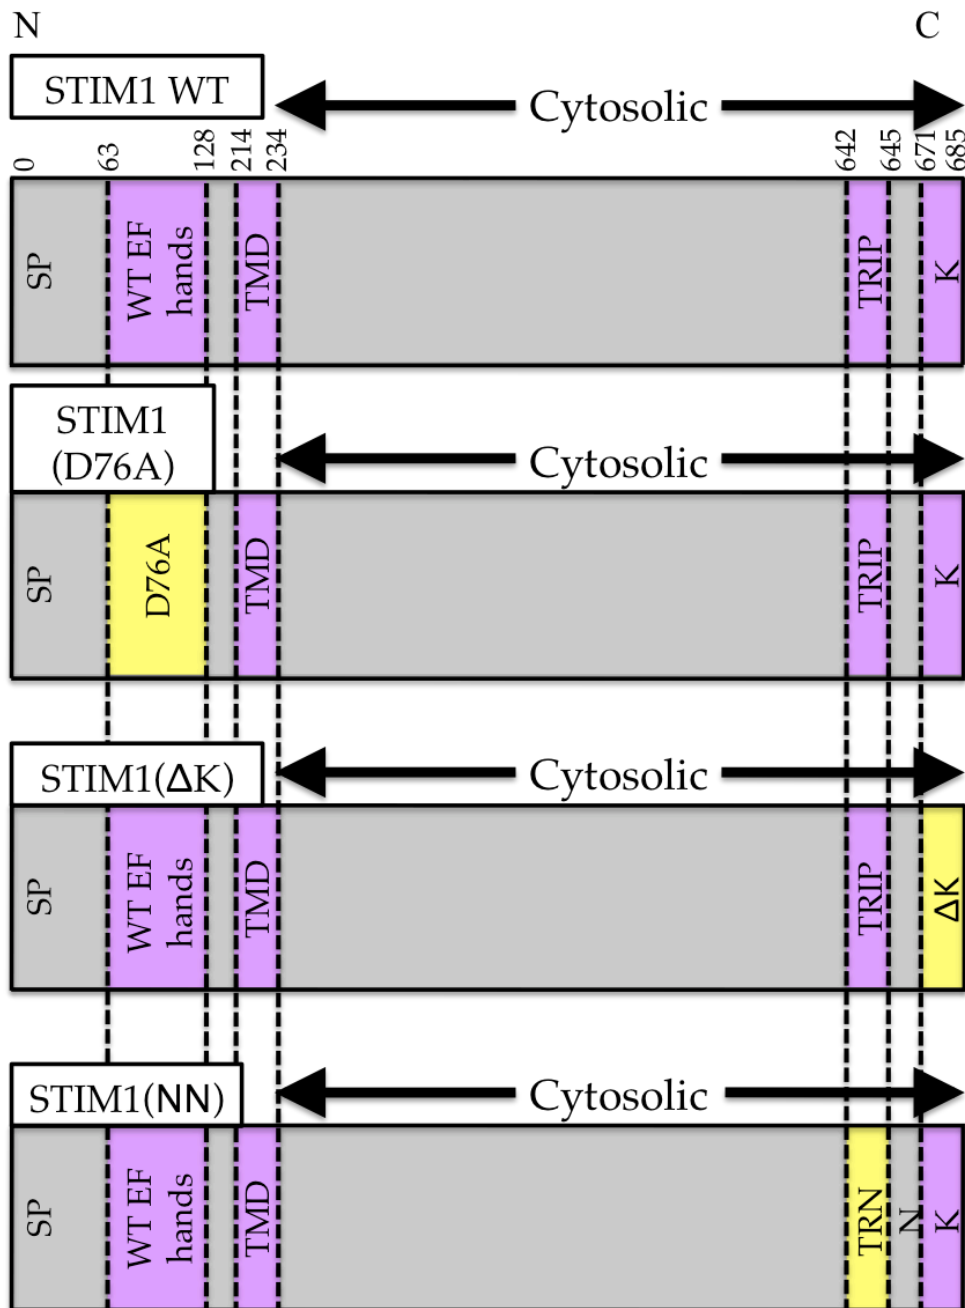 N C
STIM1 WT
Cytosolic
0 63 128 214 234 642 645 671 685
SP
WT EF
hands
TMD
TRIP
K
STIM1
(D76A)
Cytosolic
SP
D76A
TMD
TRIP
K
STIM1(ΔK)
Cytosolic
SP
WT EF
hands
TMD
TRIP
ΔK
STIM1(NN)
Cytosolic
SP
WT EF
hands
TMD
TRN
N
K